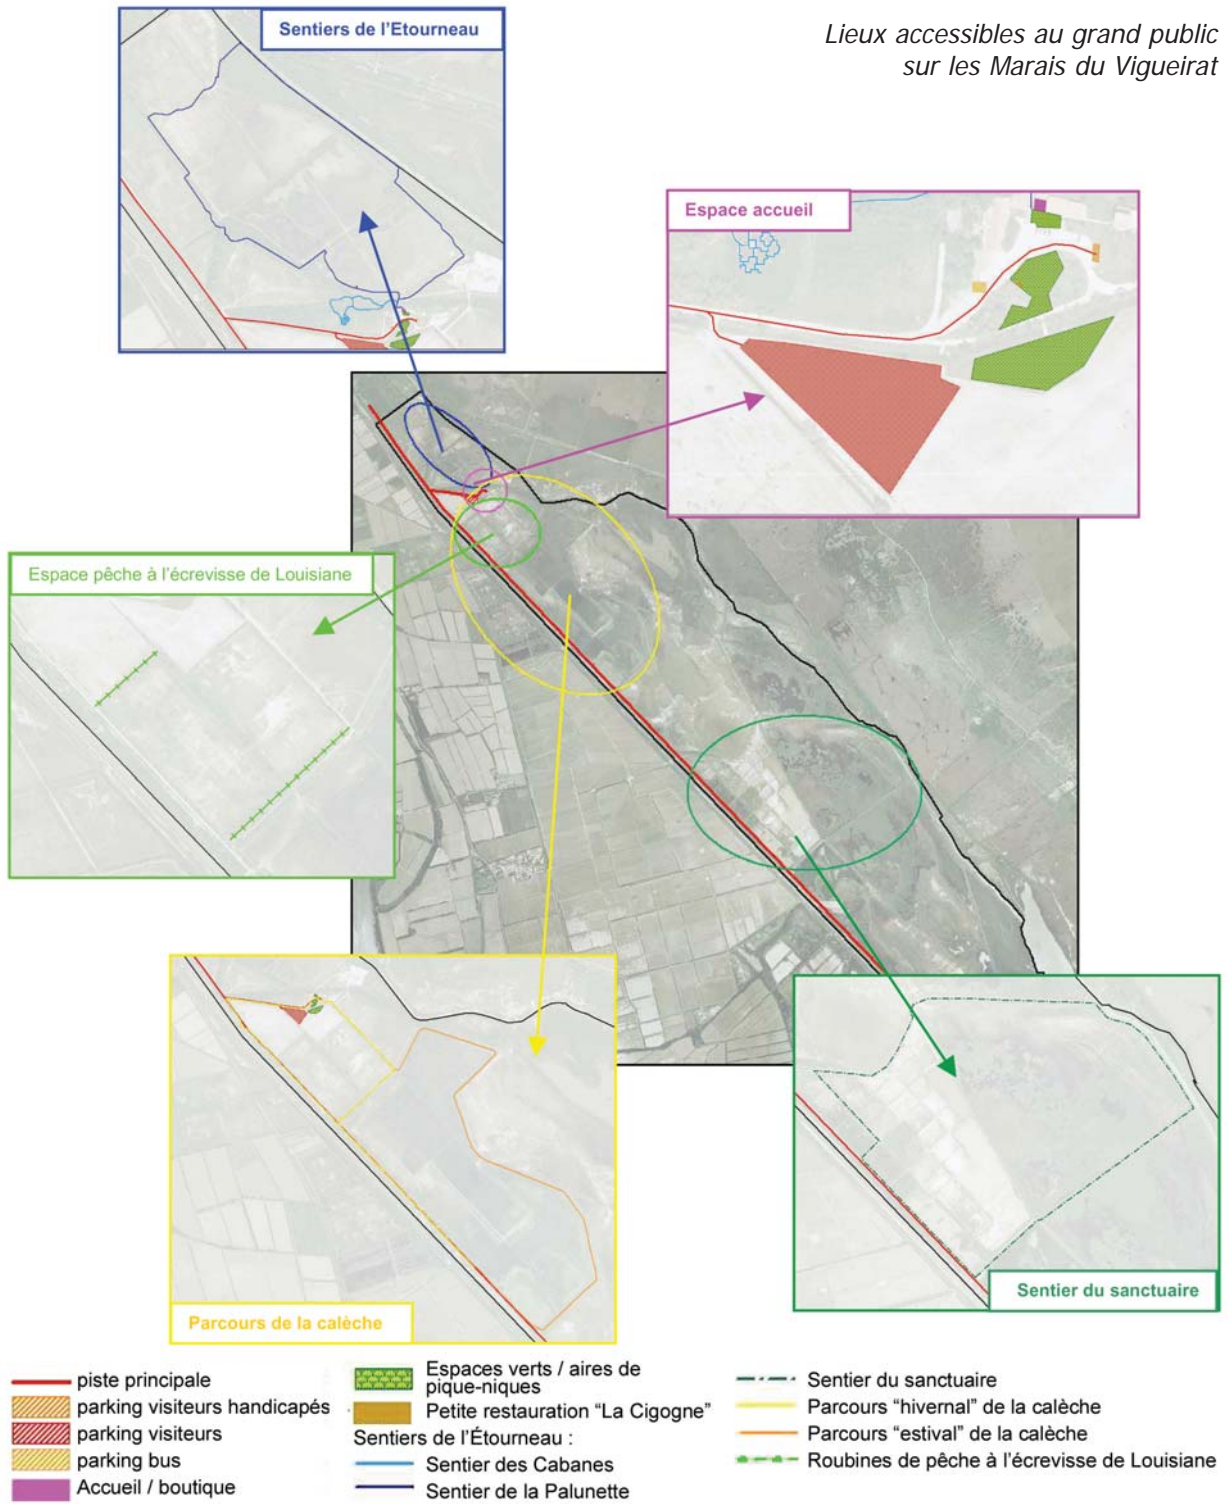 Lieux accessibles au grand public
sur les Marais du Vigueirat
Sentiers de l'Etourneau
Espace accueil
Espace pêche à l'écrevisse de Louisiane
Parcours de la calèche
Sentier du sanctuaire
piste principale
parking visiteurs handicapés
parking visiteurs
parking bus
Accueil / boutique
Espaces verts / aires de
pique-niques
Petite restauration "La Cigogne"
Sentiers de l'Étourneau :
Sentier des Cabanes
Sentier de la Palunette
Sentier du sanctuaire
Parcours "hivernal" de la calèche
Parcours "estival" de la calèche
Roubines de pêche à l'écrevisse de Louisiane